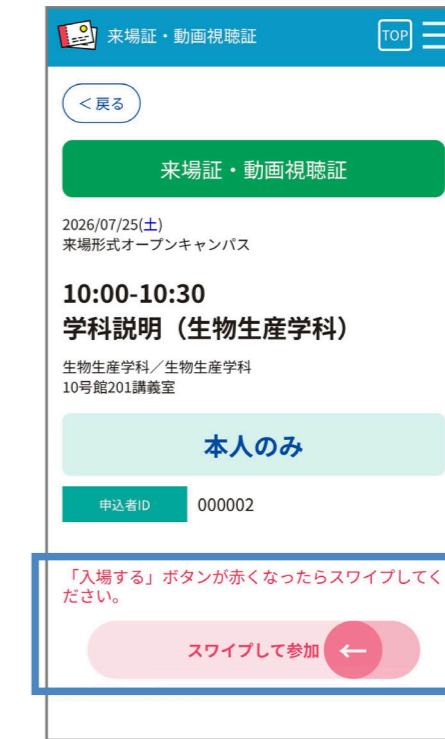 来場証・動画視聴証
TOP
＜戻る
来場証・動画視聴証
2026/07/25(土)
来場形式オープンキャンパス
10:00-10:30
学科説明（生物生産学科）
生物生産学科／生物生産学科
10号館201講義室
本人のみ
申込者ID 000002
「入場する」ボタンが赤くなったらスワイプしてく
ださい。
スワイプして参加 ←